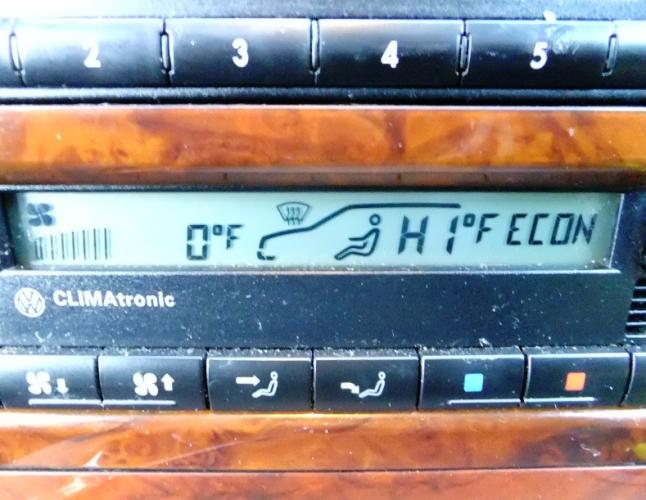 2 3 4 5
0°F HI°F ECON
CLIMAtronic